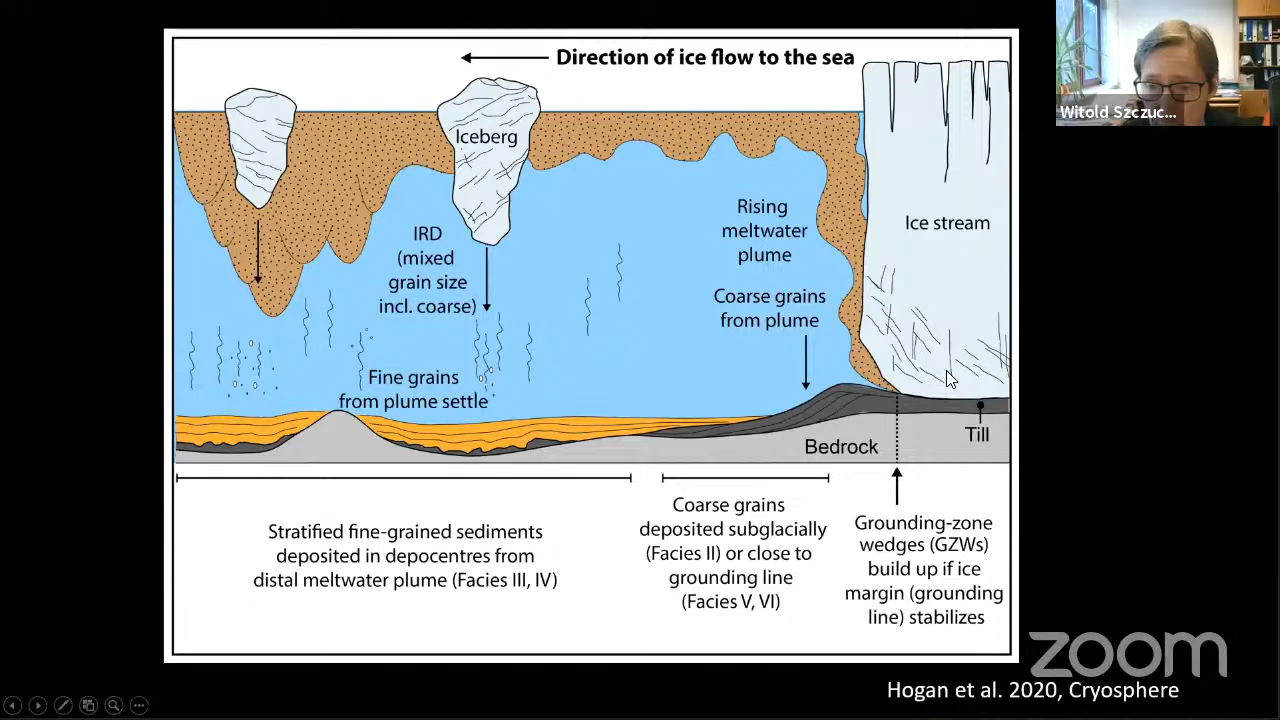 Direction of ice flow to the sea
Witold Szczuc...
Iceberg
Ice stream
Rising
meltwater
plume
IRD
(mixed
grain size
incl. coarse)
Coarse grains
from plume
Fine grains
from plume settle
Till
Bedrock
Stratified fine-grained sediments
deposited in depocentres from
distal meltwater plume (Facies III, IV)
Coarse grains
deposited subglacially
(Facies II) or close to
grounding line
(Facies V, VI)
Grounding-zone
wedges (GZWs)
build up if ice
margin (grounding
line) stabilizes
zoom
Hogan et al. 2020, Cryosphere